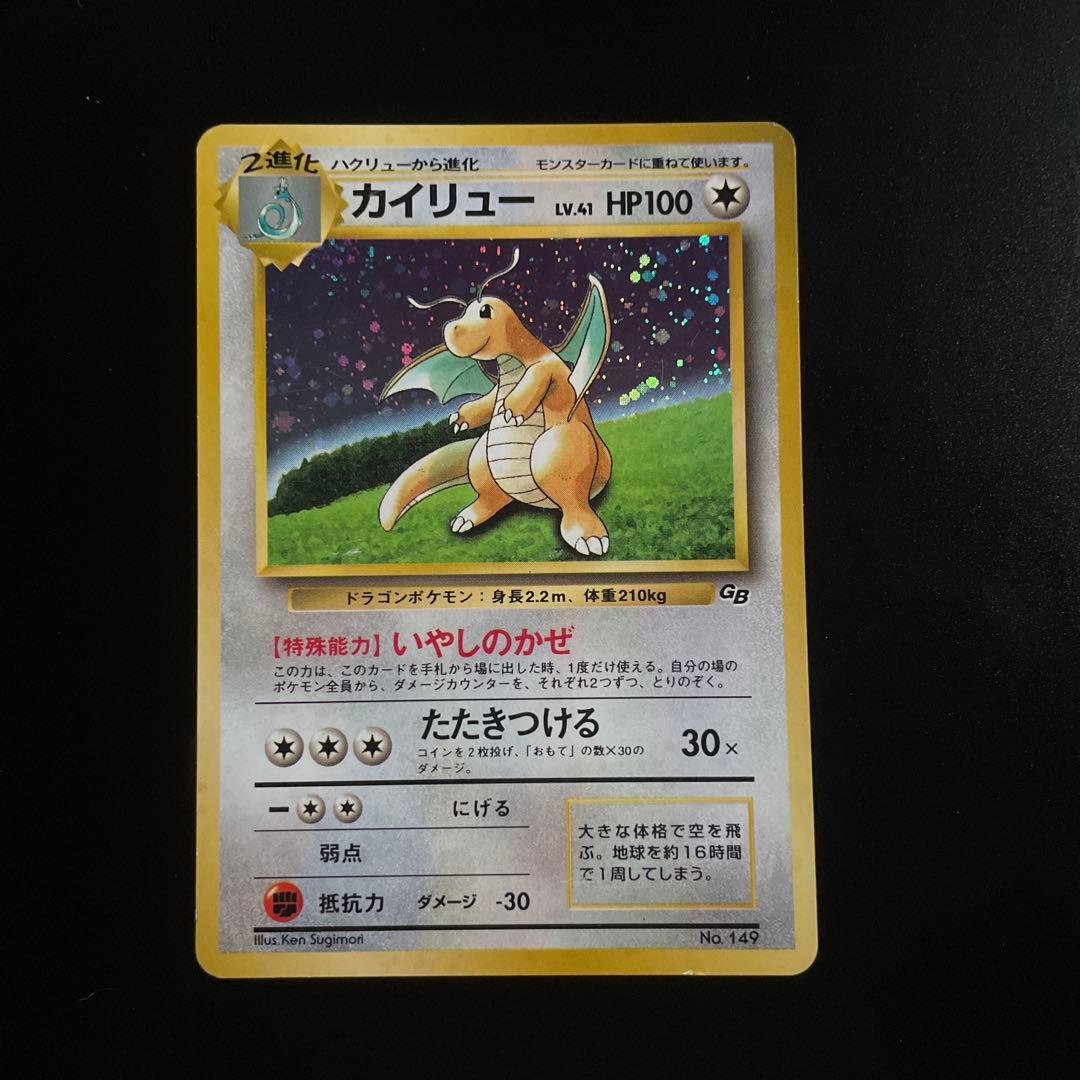 2進化 ハクリューから進化 モンスターカードに重ねて使います。
カイリュー LV.41 HP100
ドラゴンポケモン：身長2.2m、体重210kg GB
【特殊能力】いやしのかぜ
この力は、このカードを手札から場に出した時、1度だけ使える。自分の場の
ポケモン全員から、ダメージカウンターを、それぞれ2つずつ、とりのぞく。
たたきつける 30×
コインを2枚投げ、「おもて」の数×30の
ダメージ。
ー にげる
弱点
抵抗力 ダメージ -30
大きな体格で空を飛
ぶ。地球を約16時間
で1周してしまう。
Illus. Ken Sugimori No. 149